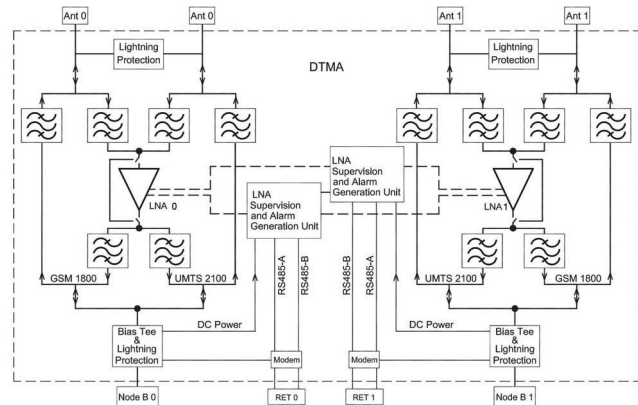 Ant 0
Ant 0
Ant 1
Ant 1
Lightning
Protection
Lightning
Protection
DTMA
LNA
Supervision
and Alarm
Generation Unit
LNA
Supervision
and Alarm
Generation Unit
LNA 0
LNA 1
GSM 1800
UMTS 2100
RS485-A
RS485-B
RS485-B
RS485-A
UMTS 2100
GSM 1800
DC Power
DC Power
Bias Tee
&
Lightning
Protection
Bias Tee
&
Lightning
Protection
Modem
Modem
Node B 0
RET 0
RET 1
Node B 1